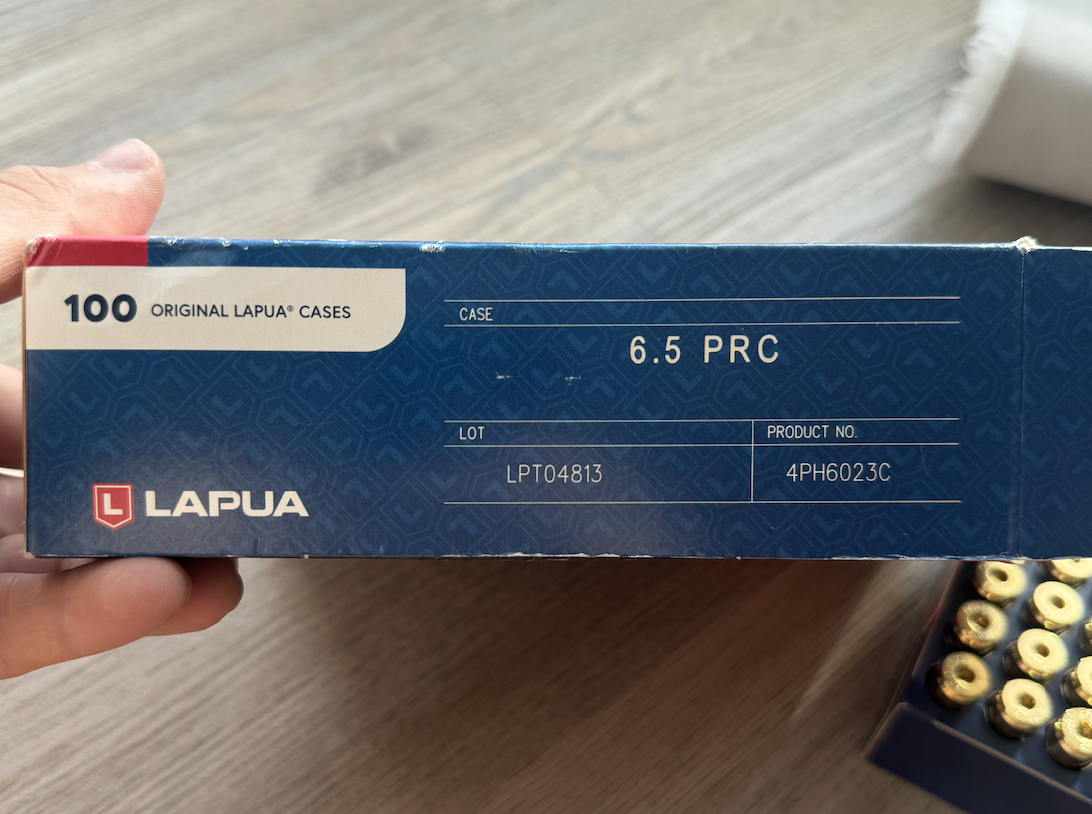 100 ORIGINAL LAPUA® CASES
CASE
6.5 PRC
LOT
PRODUCT NO.
LPT04813
4PH6023C
L LAPUA